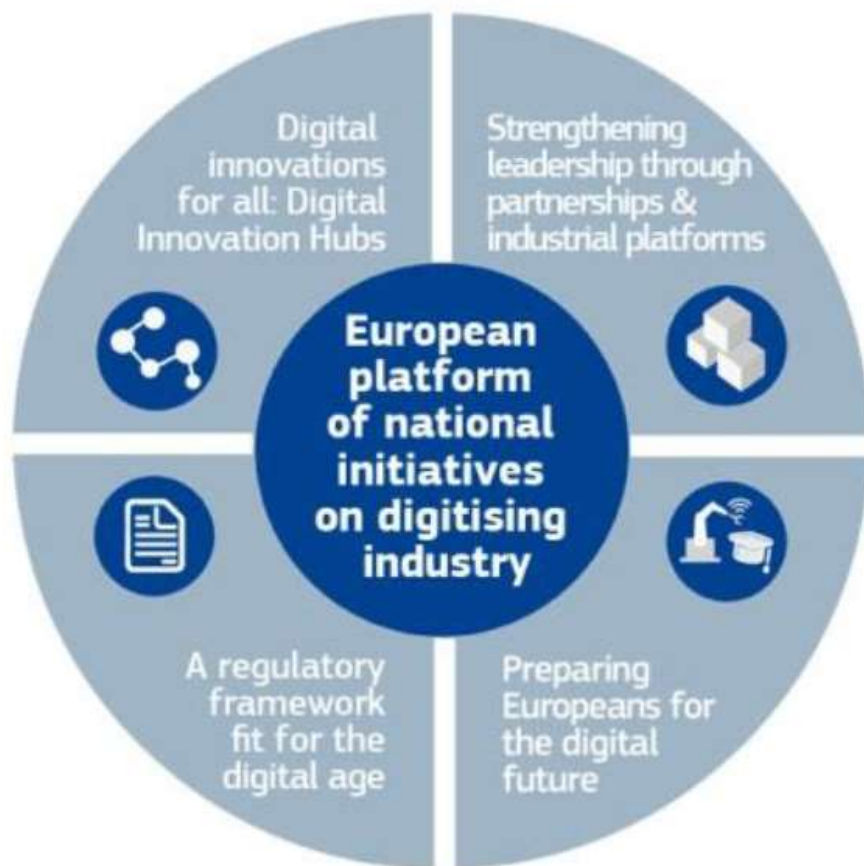 Digital
innovations
for all: Digital
Innovation Hubs
Strengthening
leadership through
partnerships &
industrial platforms
European
platform
of national
initiatives
on digitising
industry
A regulatory
framework
fit for the
digital age
Preparing
Europeans for
the digital
future